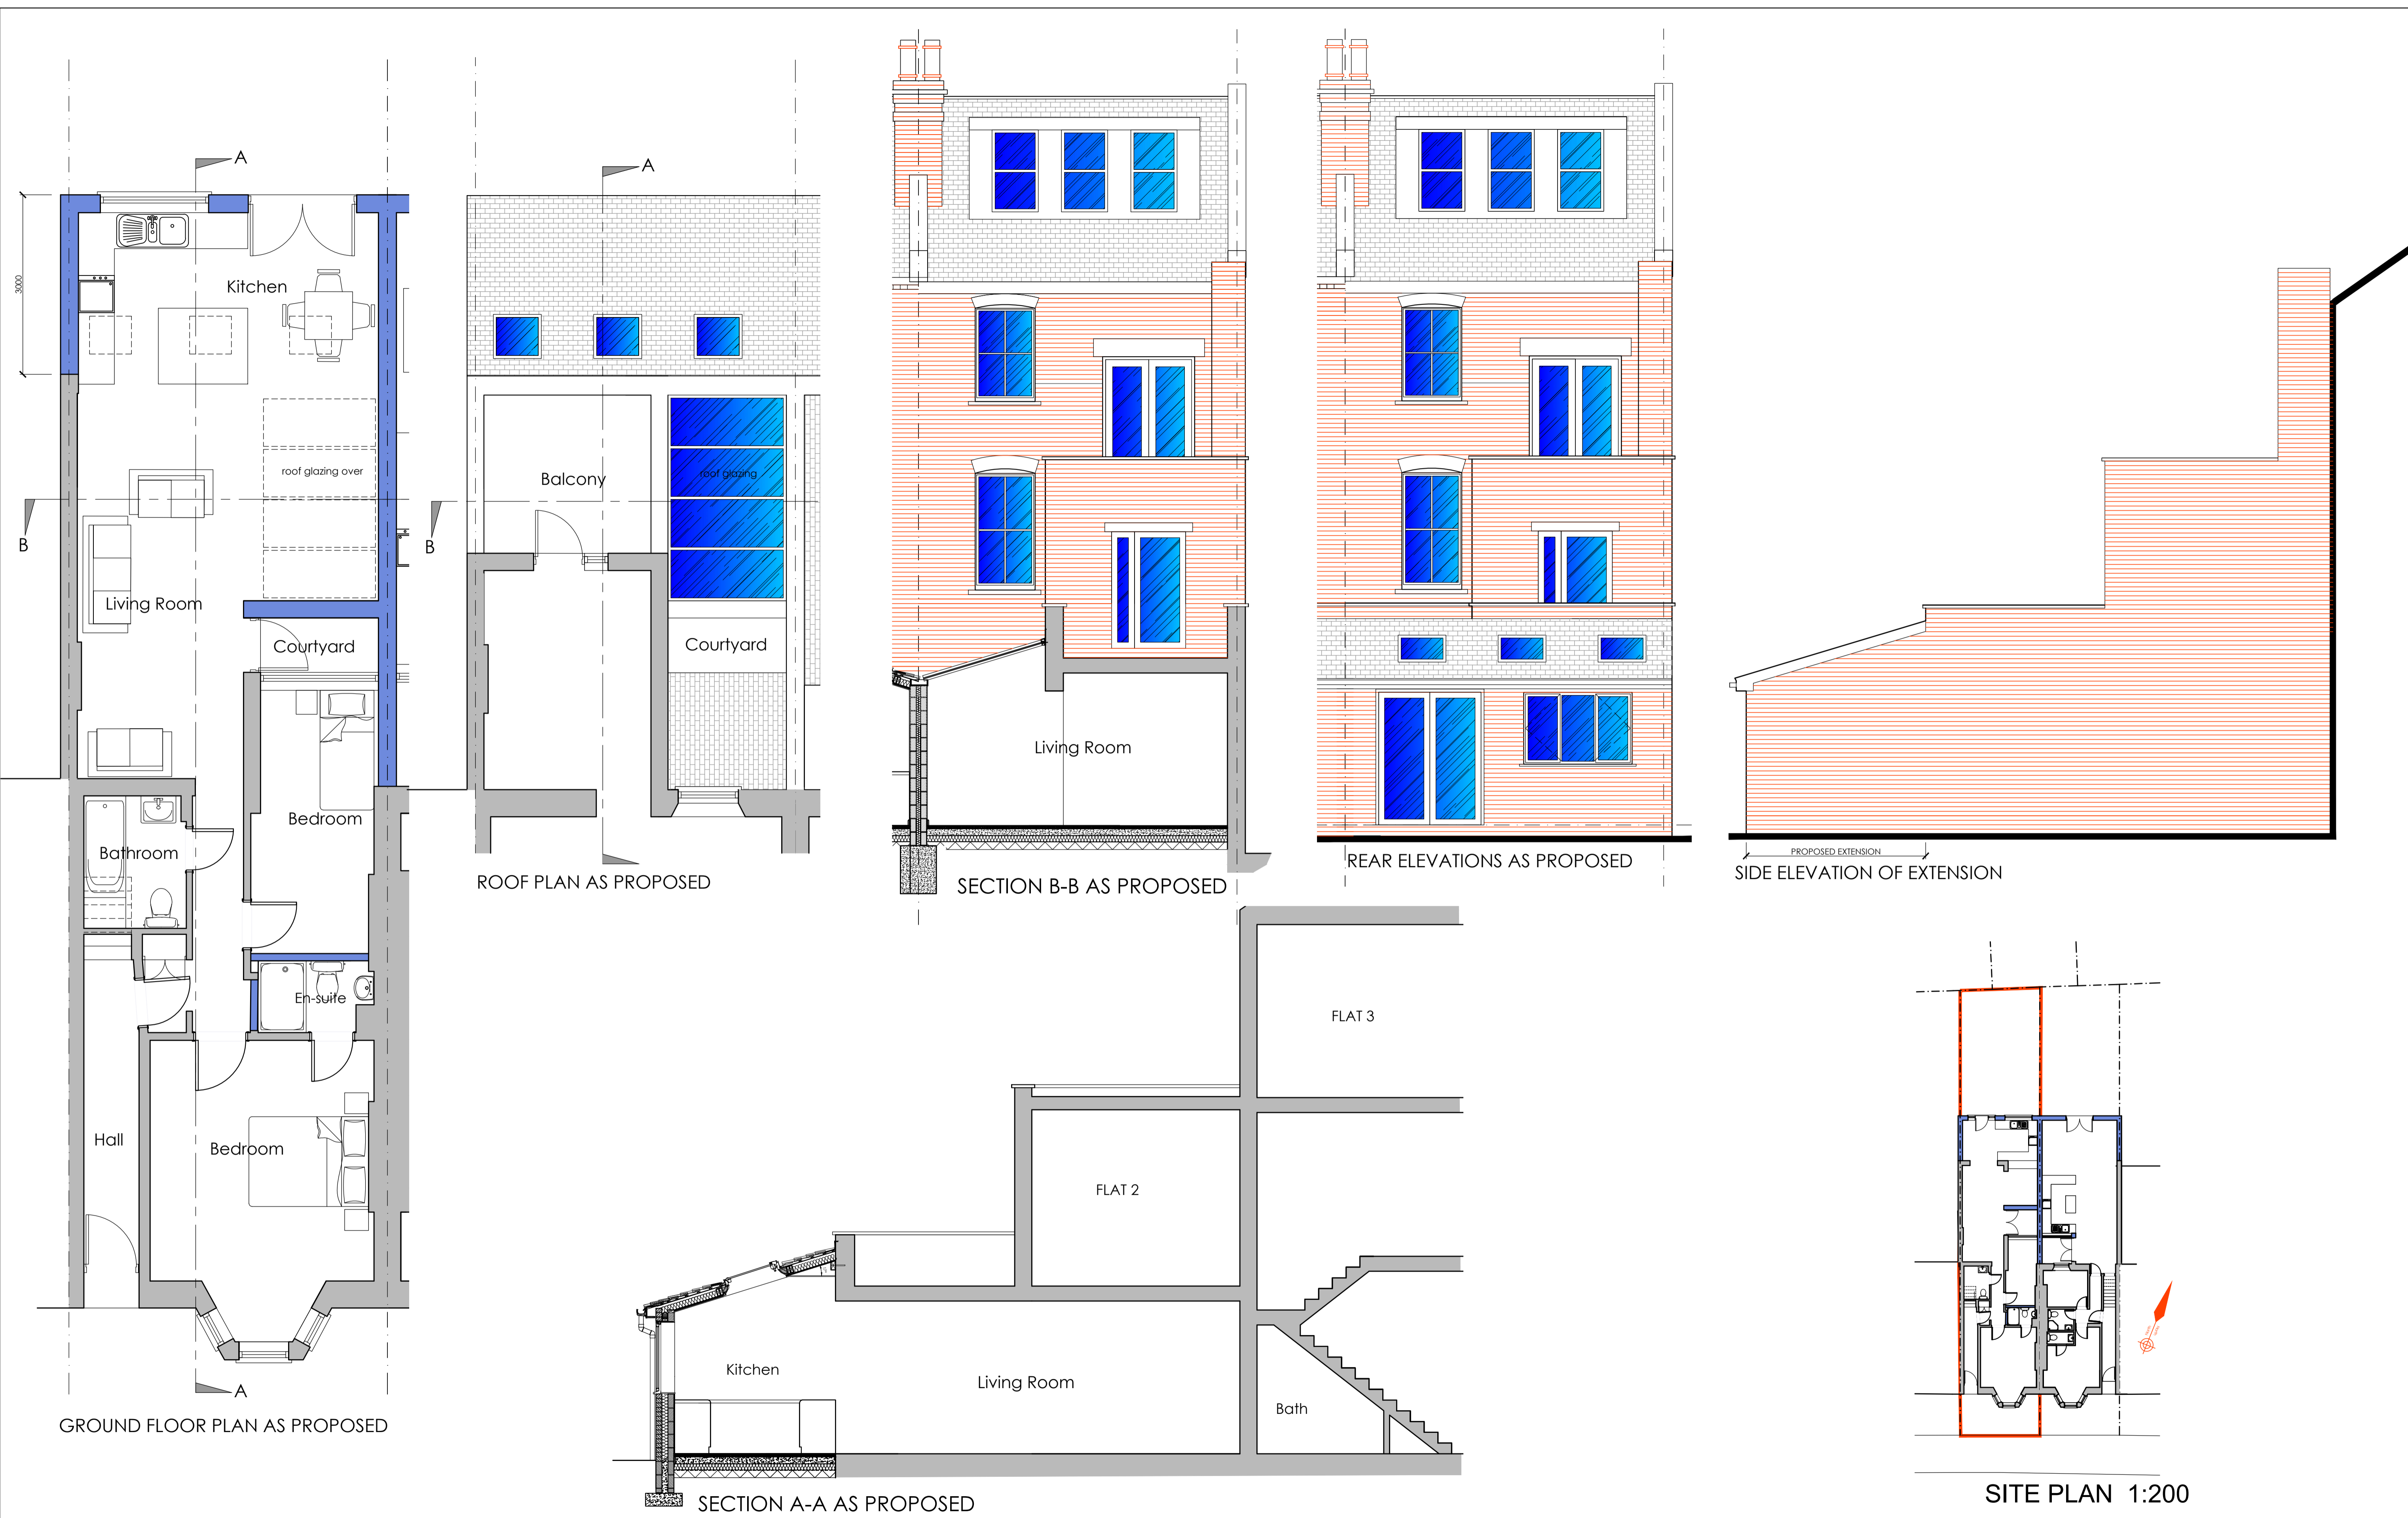 A
3000
Kitchen
roof glazing over
B
Living Room
Courtyard
Bedroom
Bathroom
En-suite
Hall
Bedroom
A
GROUND FLOOR PLAN AS PROPOSED
A
Balcony
roof glazing
B
Courtyard
ROOF PLAN AS PROPOSED
Living Room
SECTION B-B AS PROPOSED
REAR ELEVATIONS AS PROPOSED
PROPOSED EXTENSION
SIDE ELEVATION OF EXTENSION
FLAT 3
FLAT 2
Kitchen
Living Room
Bath
SECTION A-A AS PROPOSED
SITE PLAN 1:200